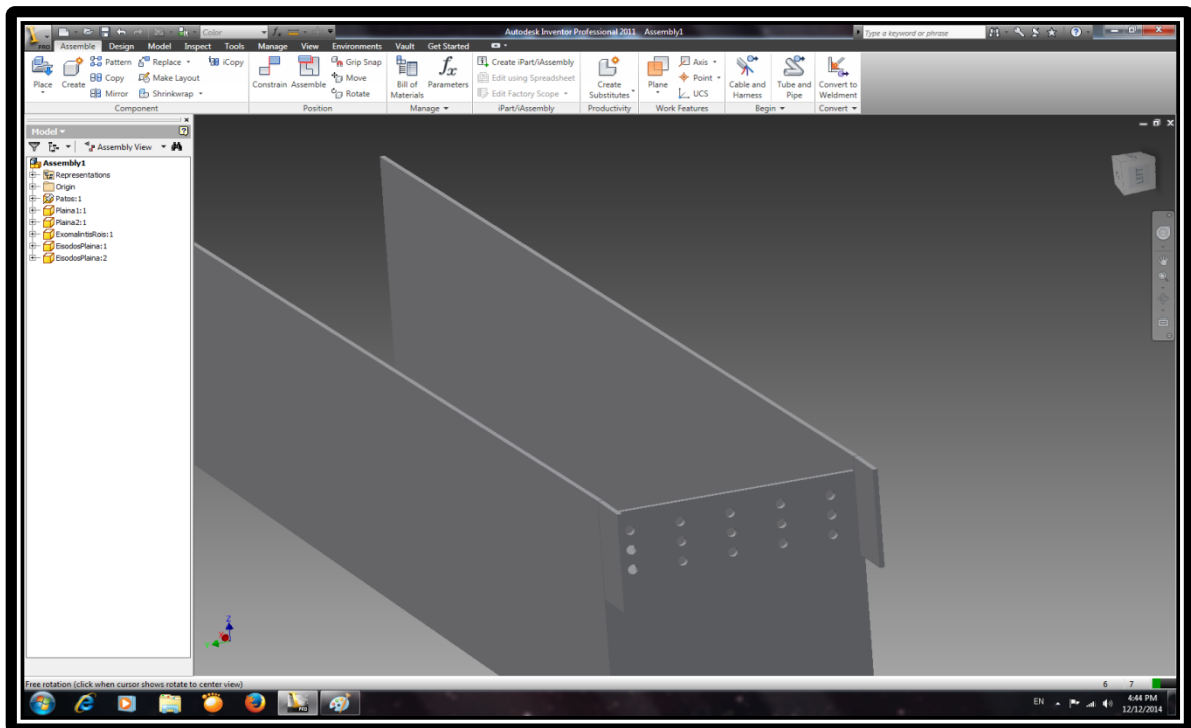 Color
Autodesk Inventor Professional 2011 Assembly1
Type a keyword or phrase
PRO Assemble Design Model Inspect Tools Manage View Environments Vault Get Started
Place
Create
Pattern
Copy
Mirror
Replace
Make Layout
Shrinkwrap
iCopy
Component
Constrain
Assemble
Grip Snap
Move
Rotate
Position
Bill of
Materials
fx
Parameters
Manage
Create iPart/iAssembly
Edit using Spreadsheet
Edit Factory Scope
iPart/iAssembly
Create
Substitutes
Productivity
Plane
Axis
Point
UCS
Work Features
Cable and
Harness
Tube and
Pipe
Begin
Convert to
Weldment
Convert
Model
Assembly View
Assembly1
Representations
Origin
Patos:1
Plaina1:1
Plaina2:1
ExomalintisRois:1
EisodosPlaina:1
EisodosPlaina:2
LEFT
Z
Free rotation (click when cursor shows rotate to center view)
6 7
PRO
EN
4:44 PM
12/12/2014